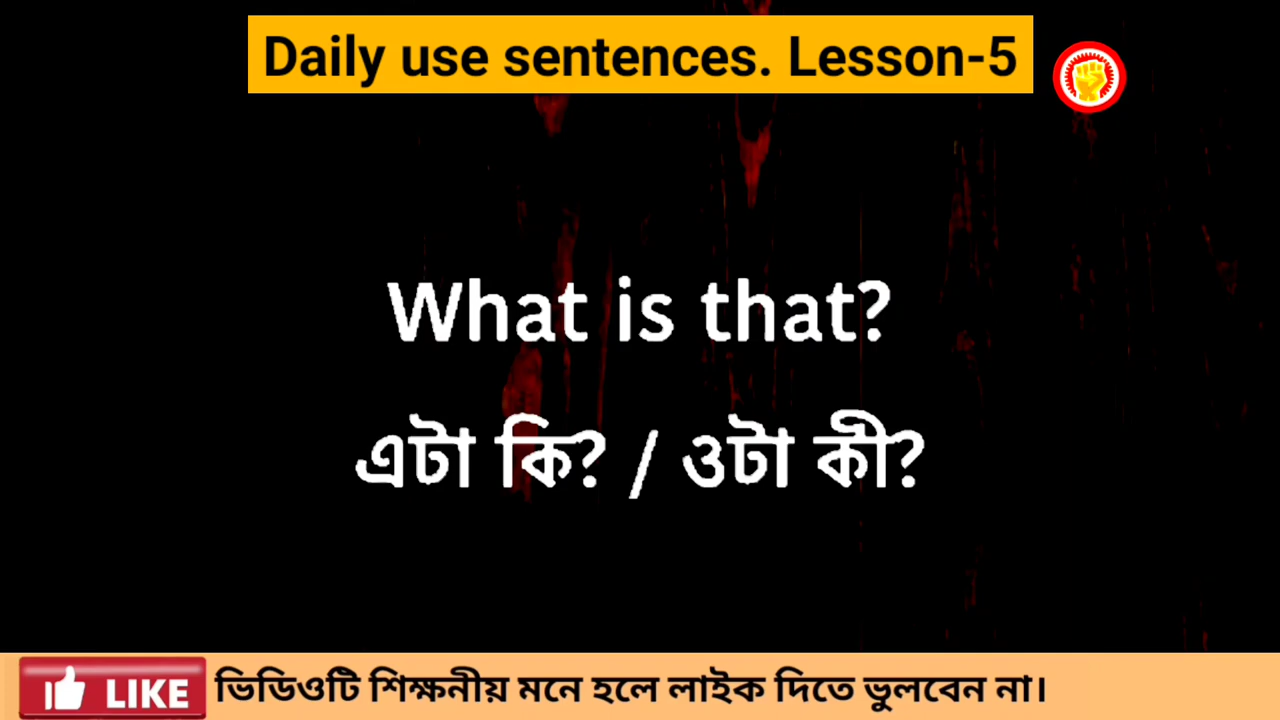 Daily use sentences. Lesson-5
What is that?
এটা কি? / ওটা কী?
LIKE ভিডিওটি শিক্ষনীয় মনে হলে লাইক দিতে ভুলবেন না।